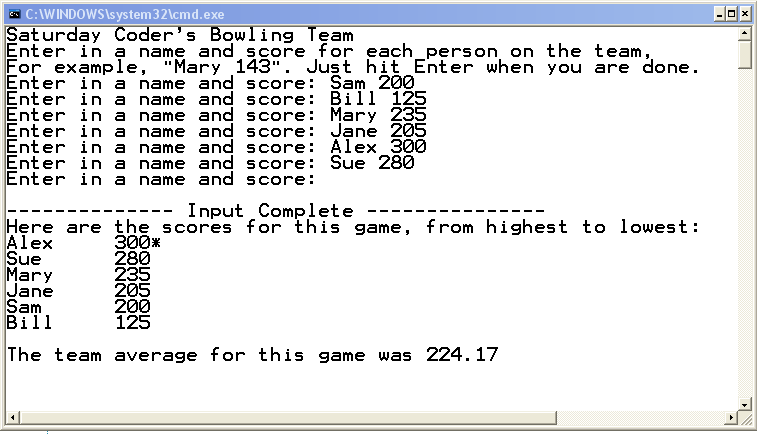 C:\WINDOWS\system32\cmd.exe
Saturday Coder's Bowling Team
Enter in a name and score for each person on the team,
For example, "Mary 143". Just hit Enter when you are done.
Enter in a name and score: Sam 200
Enter in a name and score: Bill 125
Enter in a name and score: Mary 235
Enter in a name and score: Jane 205
Enter in a name and score: Alex 300
Enter in a name and score: Sue 280
Enter in a name and score:
-------------- Input Complete ---------------
Here are the scores for this game, from highest to lowest:
Alex 300*
Sue 280
Mary 235
Jane 205
Sam 200
Bill 125
The team average for this game was 224.17